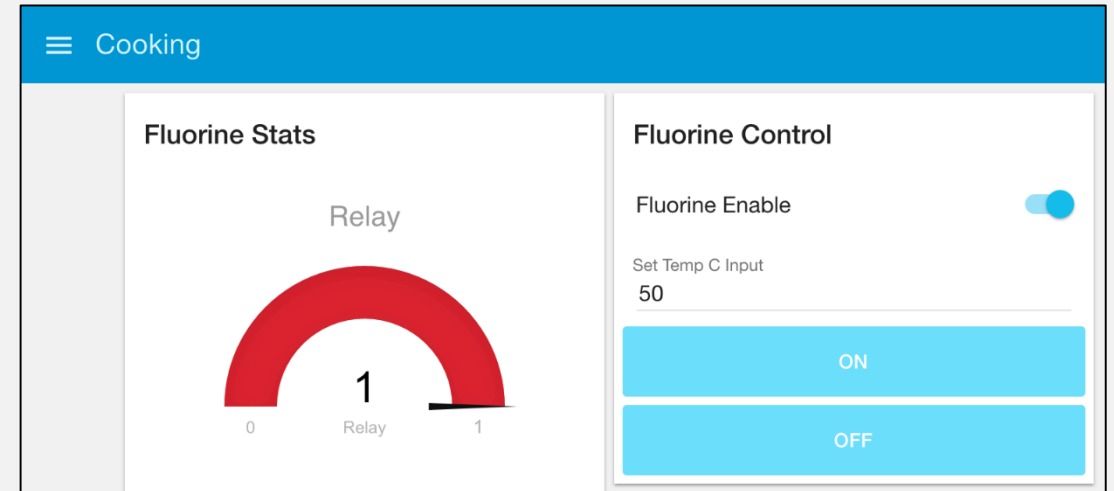 Cooking
Fluorine Stats
Relay
1
0
Relay
1
Fluorine Control
Fluorine Enable
Set Temp C Input
50
ON
OFF